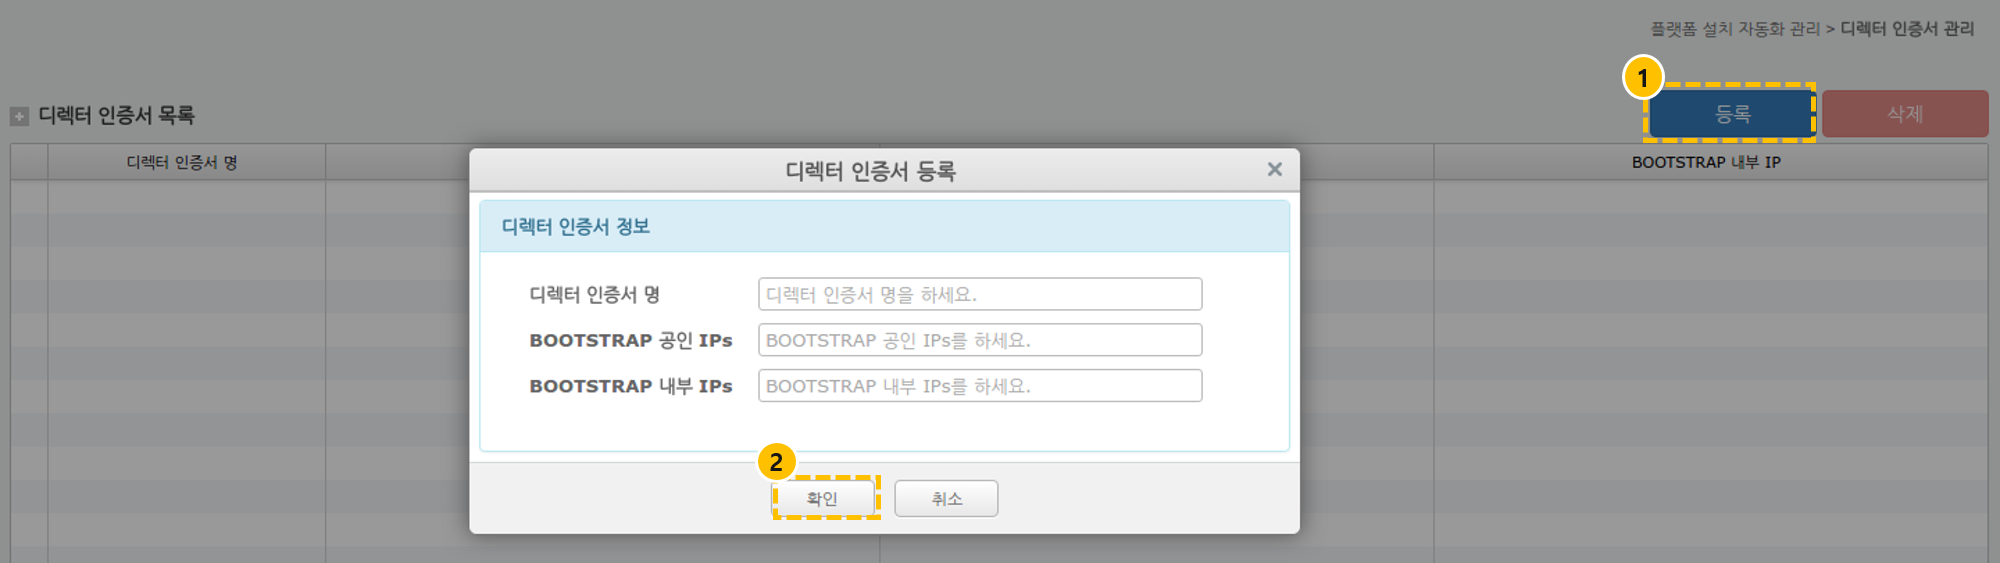 플랫폼 설치 자동화 관리 > 디렉터 인증서 관리
1
디렉터 인증서 목록
등록
삭제
디렉터 인증서 명
BOOTSTRAP 내부 IP
디렉터 인증서 등록
×
디렉터 인증서 정보
디렉터 인증서 명
디렉터 인증서 명을 하세요.
BOOTSTRAP 공인 IPs
BOOTSTRAP 공인 IPs를 하세요.
BOOTSTRAP 내부 IPs
BOOTSTRAP 내부 IPs를 하세요.
2
확인
취소